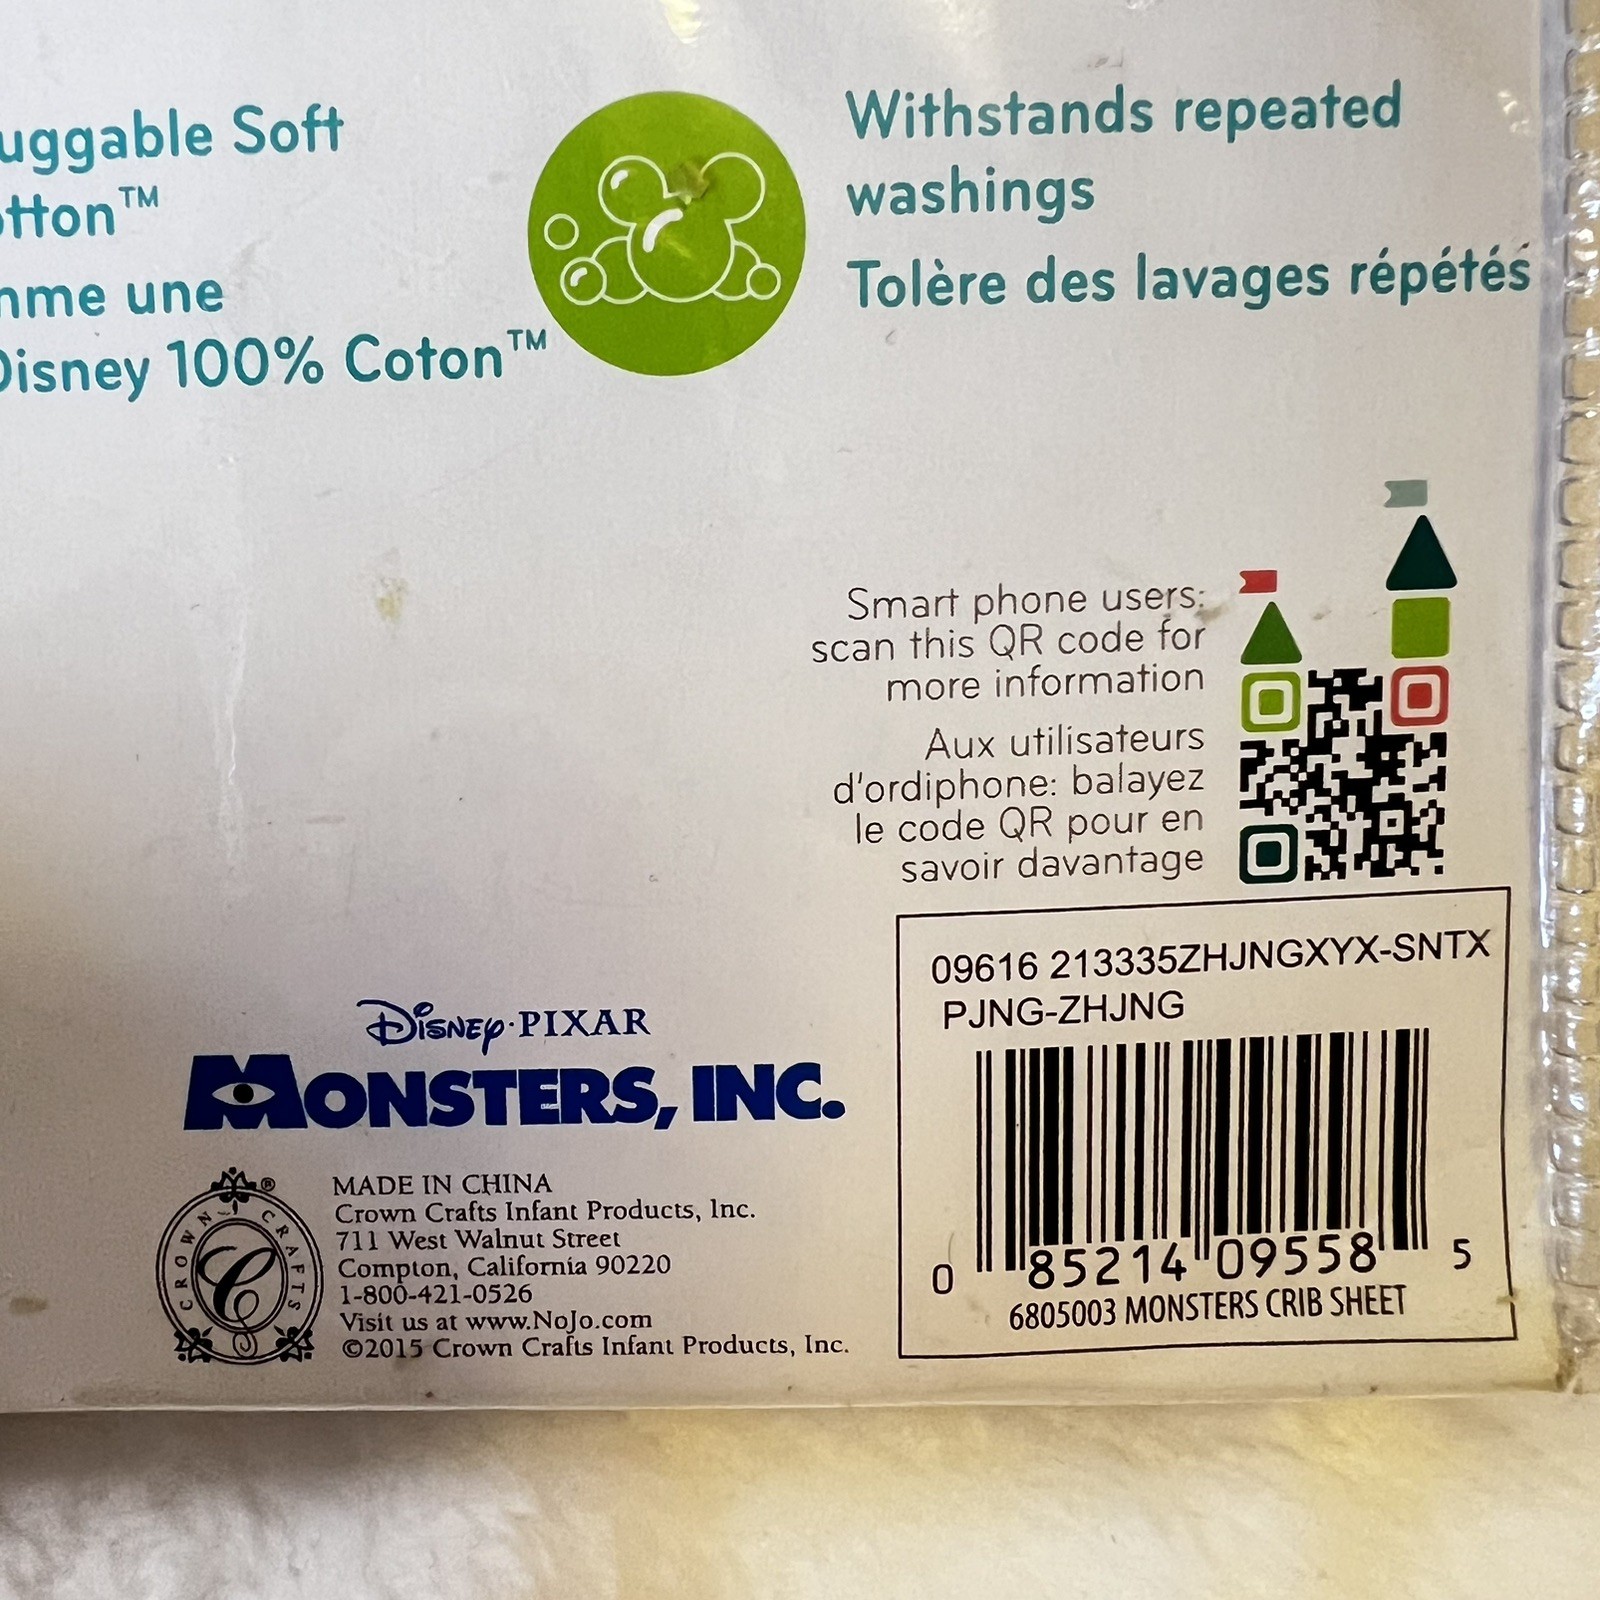 Soft
™
une
Disney 100% Coton™
Withstands repeated
washings
Tolère des lavages répétés
Smart phone users:
scan this QR code for
more information
Aux utilisateurs
d'ordiphone: balayez
le code QR pour en
savoir davantage
09616 213335ZHJNGXYX-SNTX
PJNG-ZHJNG
0 85214 09558 5
6805003 MONSTERS CRIB SHEET
Disney·PIXAR
MONSTERS, INC.
CROWN CRAFTS ®
C
MADE IN CHINA
Crown Crafts Infant Products, Inc.
711 West Walnut Street
Compton, California 90220
1-800-421-0526
Visit us at www.NoJo.com
©2015 Crown Crafts Infant Products, Inc.